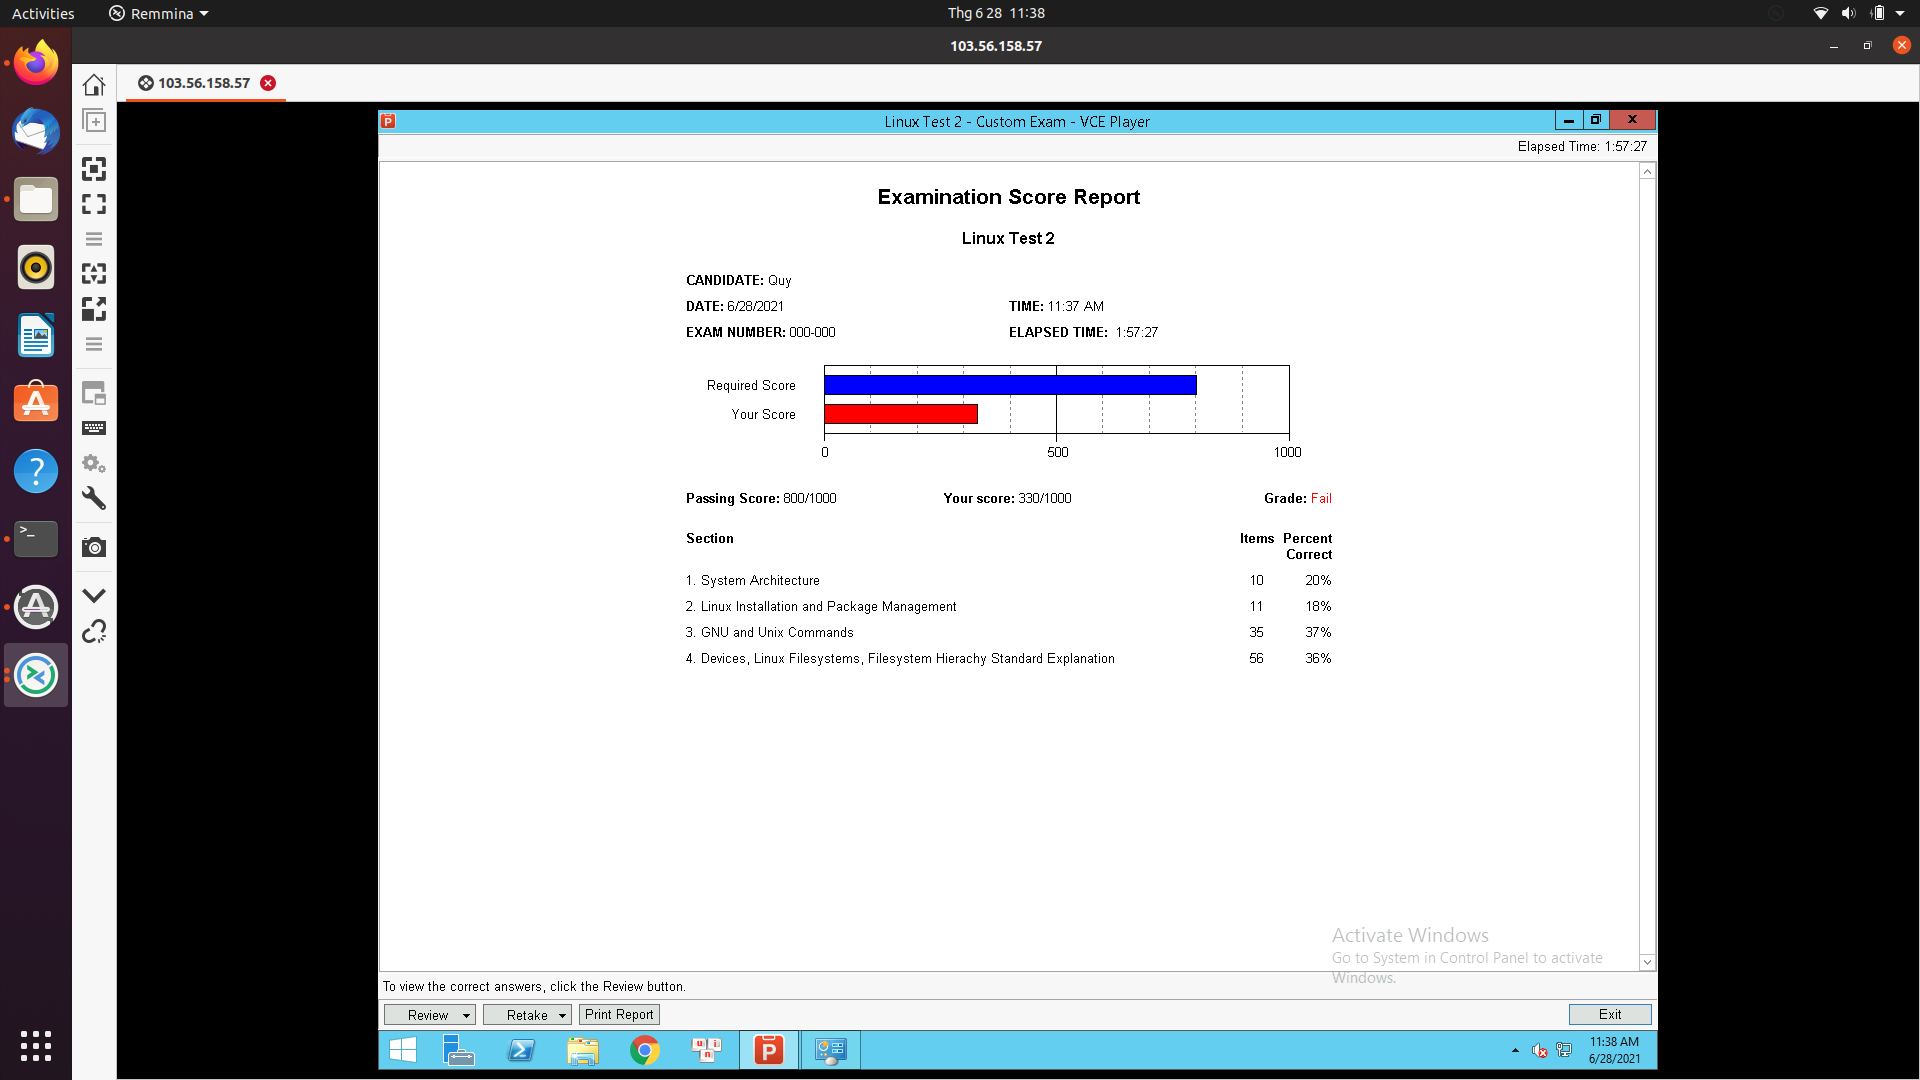 Activities
Remmina
Thg 6 28 11:38
103.56.158.57
103.56.158.57
Linux Test 2 - Custom Exam - VCE Player
Elapsed Time: 1:57:27
Examination Score Report
Linux Test 2
CANDIDATE: Quy
DATE: 6/28/2021 TIME: 11:37 AM
EXAM NUMBER: 000-000 ELAPSED TIME: 1:57:27
Required Score
Your Score
0 500 1000
Passing Score: 800/1000 Your score: 330/1000 Grade: Fail
Section Items Percent
Correct
1. System Architecture 10 20%
2. Linux Installation and Package Management 11 18%
3. GNU and Unix Commands 35 37%
4. Devices, Linux Filesystems, Filesystem Hierachy Standard Explanation 56 36%
Activate Windows
Go to System in Control Panel to activate
Windows.
To view the correct answers, click the Review button.
Review Retake Print Report Exit
11:38 AM
6/28/2021